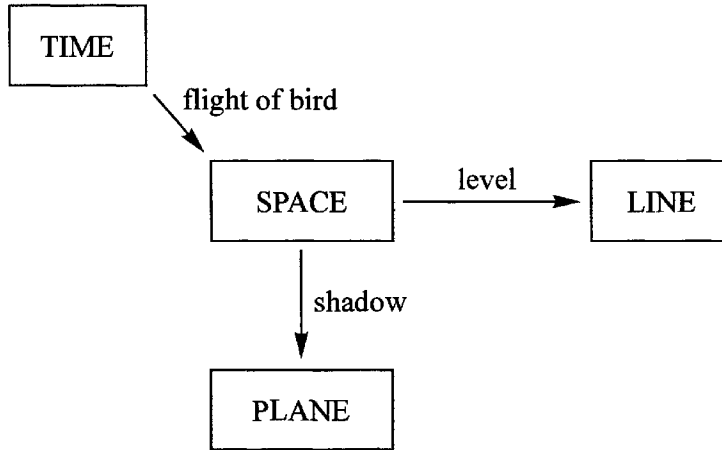 TIME
flight of bird
SPACE
level
LINE
shadow
PLANE